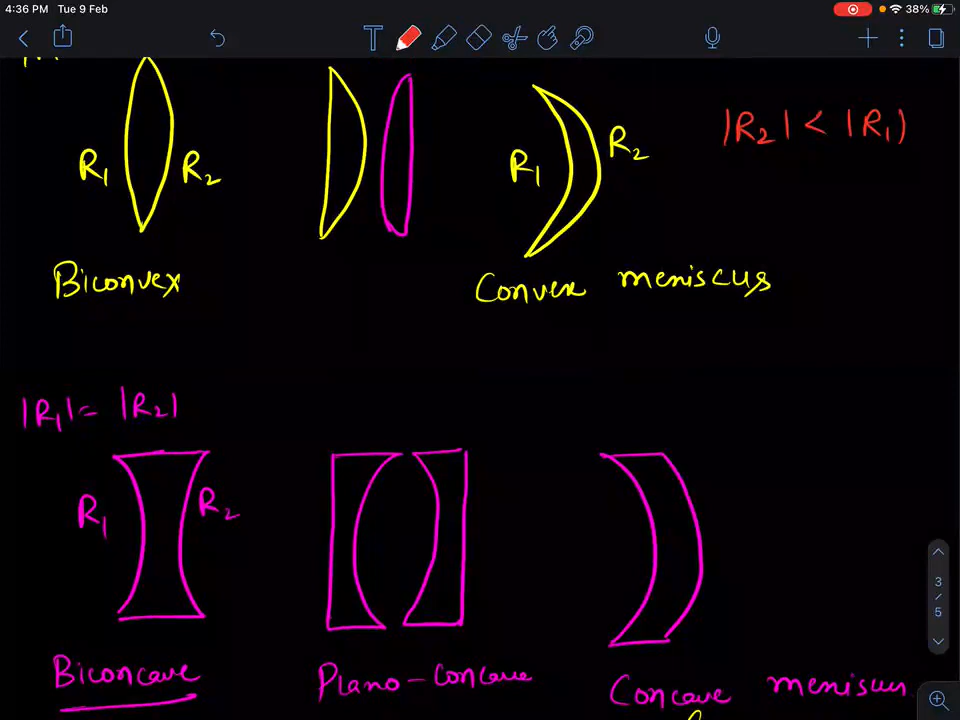 4:36 PM Tue 9 Feb
38%
R1 R2
R1 R2
|R2| < |R1|
Biconvex
Convex meniscus
|R1| = |R2|
R1 R2
3
/
5
Biconcave
Plano-concave
Concave